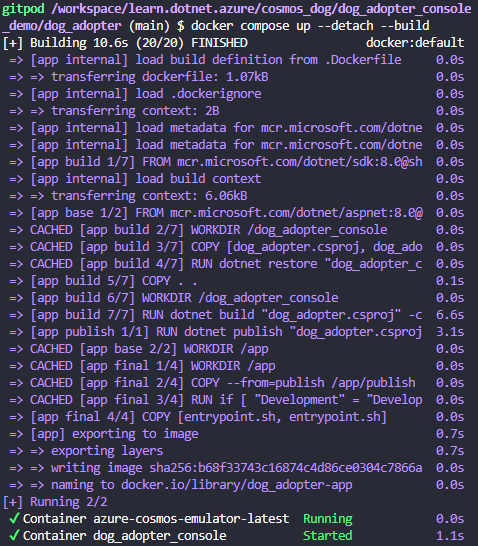 gitpod /workspace/learn.dotnet.azure/cosmos_dog/dog_adopter_console
_demo/dog_adopter (main) $ docker compose up --detach --build
[+] Building 10.6s (20/20) FINISHED docker:default
=> [app internal] load build definition from .Dockerfile 0.0s
=> => transferring dockerfile: 1.07kB 0.0s
=> [app internal] load .dockerignore 0.0s
=> => transferring context: 2B 0.0s
=> [app internal] load metadata for mcr.microsoft.com/dotne 0.0s
=> [app internal] load metadata for mcr.microsoft.com/dotne 0.0s
=> [app build 1/7] FROM mcr.microsoft.com/dotnet/sdk:8.0@sh 0.0s
=> [app internal] load build context 0.0s
=> => transferring context: 6.06kB 0.0s
=> [app base 1/2] FROM mcr.microsoft.com/dotnet/aspnet:8.0@ 0.0s
=> CACHED [app build 2/7] WORKDIR /dog_adopter_console 0.0s
=> CACHED [app build 3/7] COPY [dog_adopter.csproj, dog_ado 0.0s
=> CACHED [app build 4/7] RUN dotnet restore "dog_adopter_c 0.0s
=> [app build 5/7] COPY . . 0.1s
=> [app build 6/7] WORKDIR /dog_adopter_console 0.0s
=> [app build 7/7] RUN dotnet build "dog_adopter.csproj" -c 6.6s
=> [app publish 1/1] RUN dotnet publish "dog_adopter.csproj 3.1s
=> CACHED [app base 2/2] WORKDIR /app 0.0s
=> CACHED [app final 1/4] WORKDIR /app 0.0s
=> CACHED [app final 2/4] COPY --from=publish /app/publish 0.0s
=> CACHED [app final 3/4] RUN if [ "Development" = "Develop 0.0s
=> [app final 4/4] COPY [entrypoint.sh, entrypoint.sh] 0.0s
=> [app] exporting to image 0.7s
=> => exporting layers 0.7s
=> => writing image sha256:b68f33743c16874c4d86ce0304c7866a 0.0s
=> => naming to docker.io/library/dog_adopter-app 0.0s
[+] Running 2/2
✔ Container azure-cosmos-emulator-latest Running 0.0s
✔ Container dog_adopter_console Started 1.1s